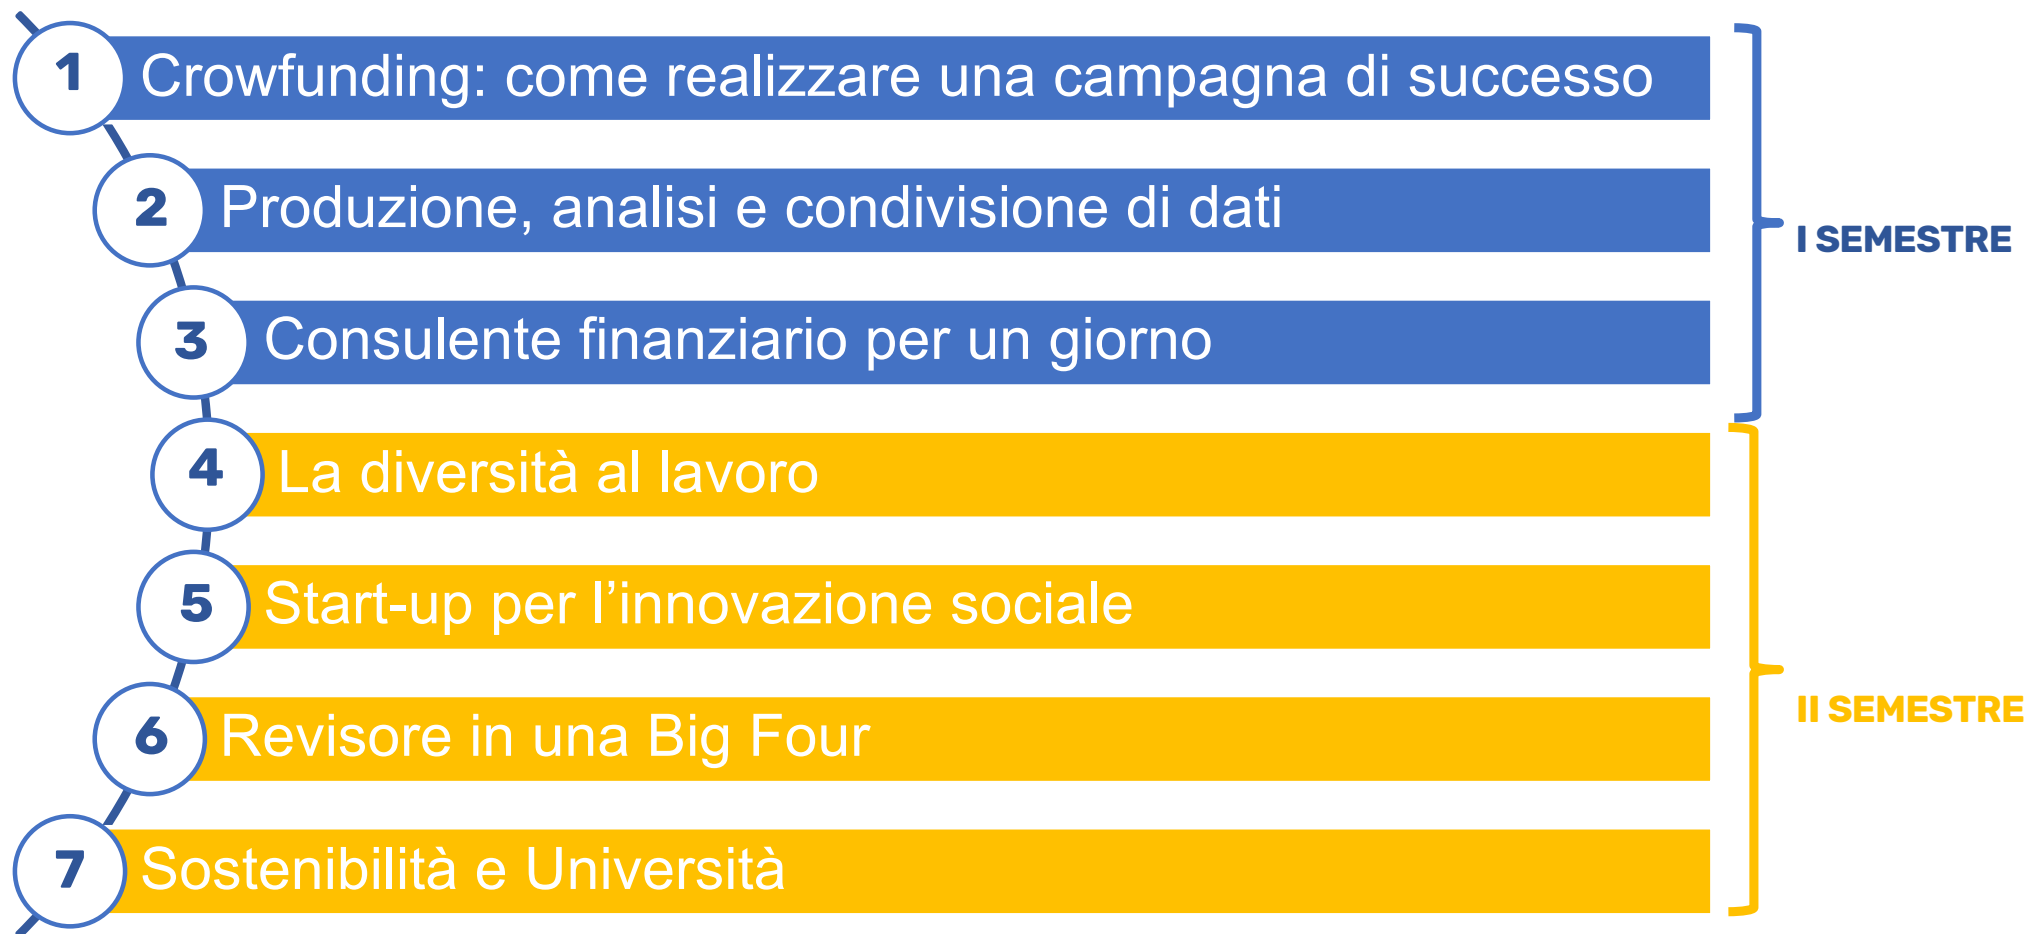 1 Crowfunding: come realizzare una campagna di successo
2 Produzione, analisi e condivisione di dati
I SEMESTRE
3 Consulente finanziario per un giorno
4 La diversità al lavoro
5 Start-up per l’innovazione sociale
6 Revisore in una Big Four
II SEMESTRE
7 Sostenibilità e Università